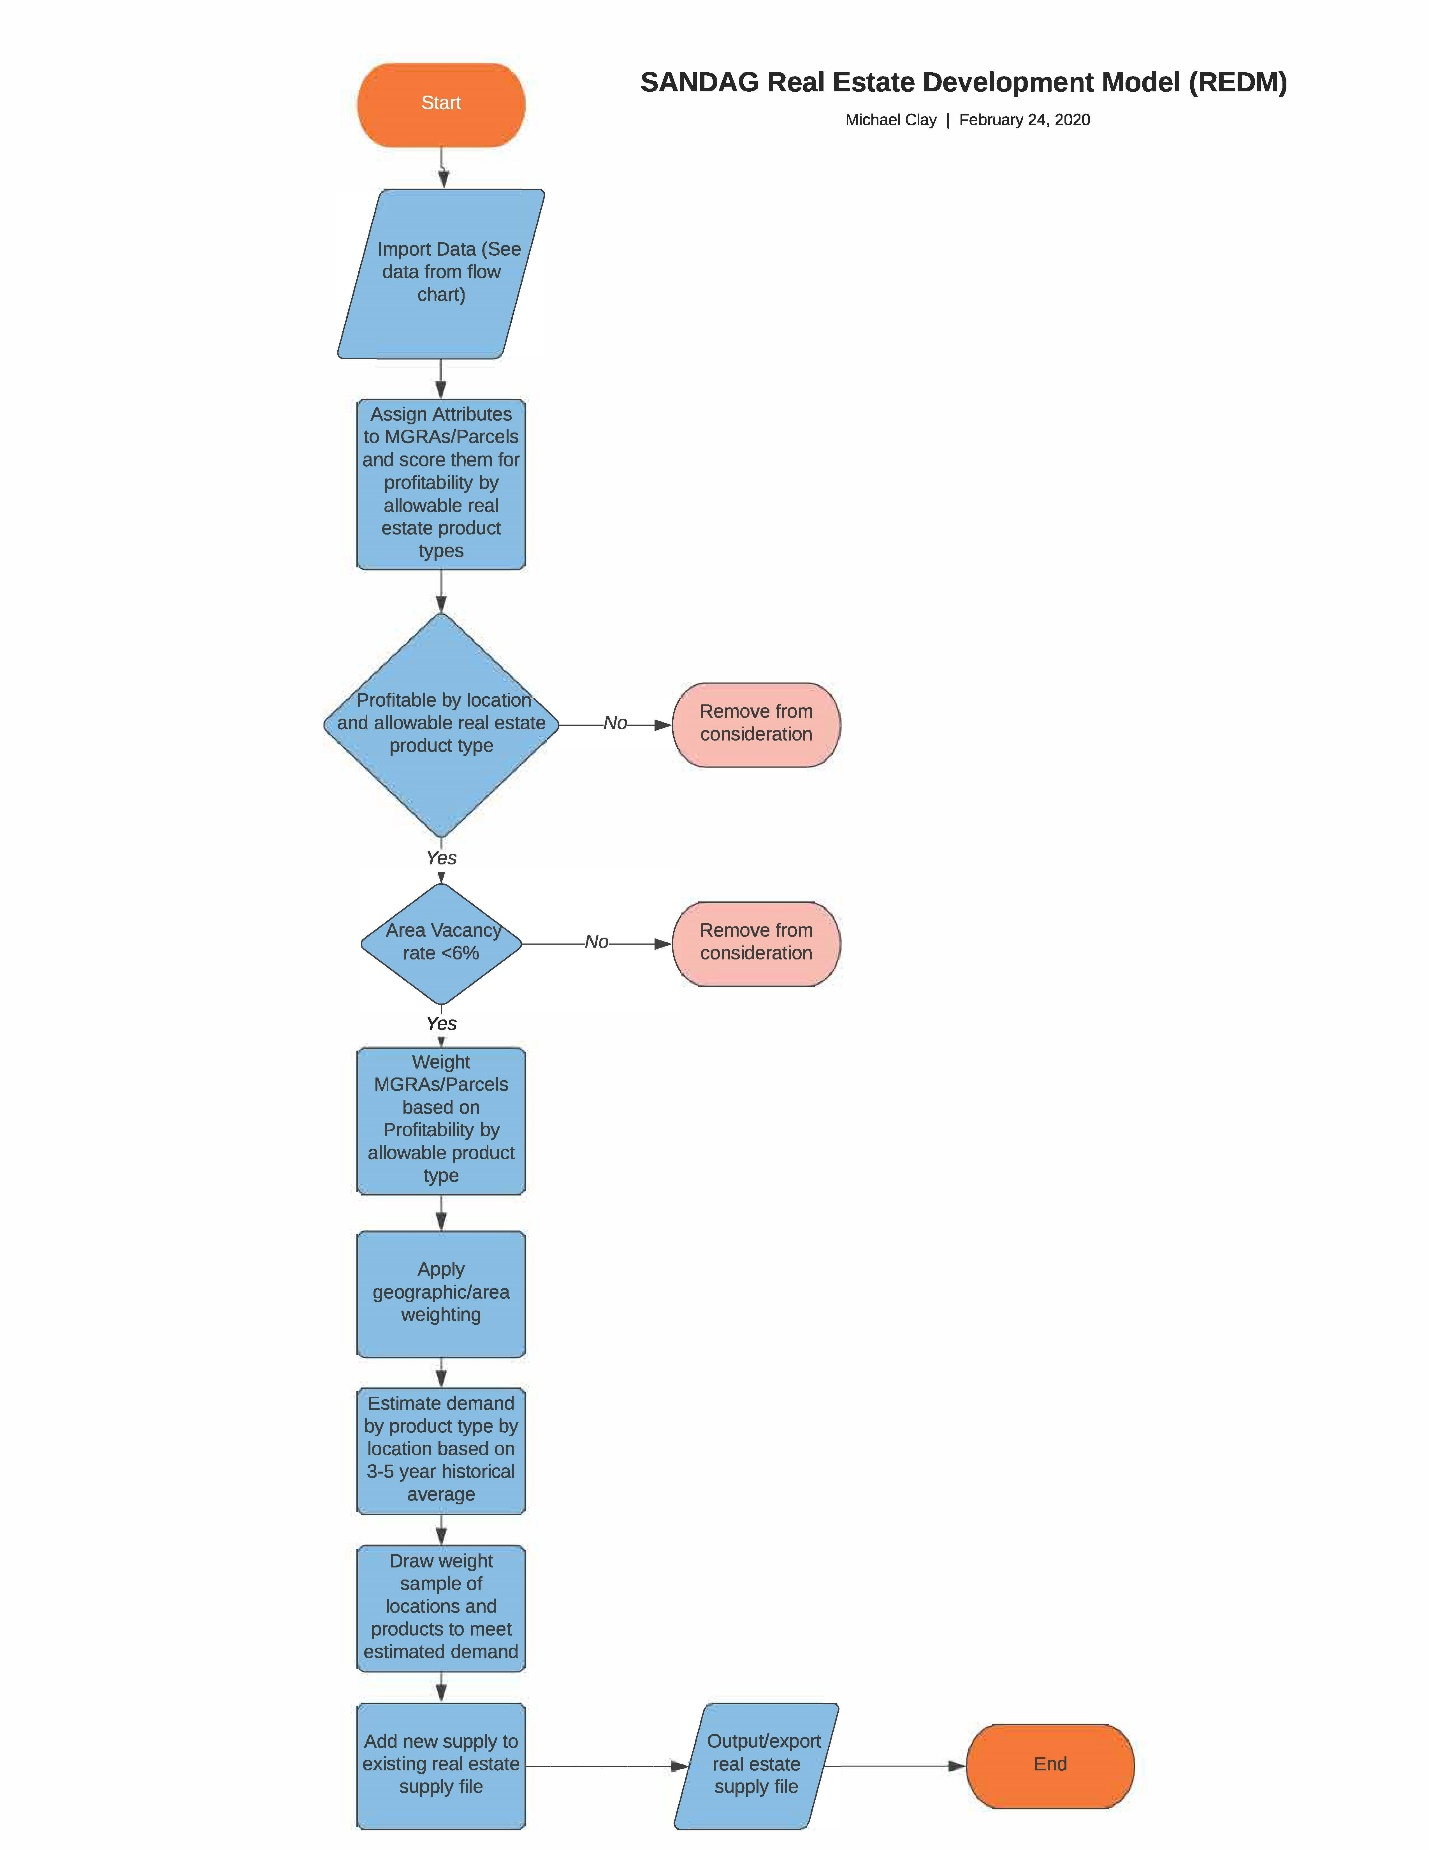 SANDAG Real Estate Development Model (REDM)
Michael Clay | February 24, 2020
Start
Import Data (See
data from flow
chart)
Assign Attributes
to MGRAs/Parcels
and score them for
profitability by
allowable real
estate product
types
Profitable by location
and allowable real estate
product type
No
Remove from
consideration
Yes
Area Vacancy
rate <6%
No
Remove from
consideration
Yes
Weight
MGRAs/Parcels
based on
Profitability by
allowable product
type
Apply
geographic/area
weighting
Estimate demand
by product type by
location based on
3-5 year historical
average
Draw weight
sample of
locations and
products to meet
estimated demand
Add new supply to
existing real estate
supply file
Output/export
real estate
supply file
End